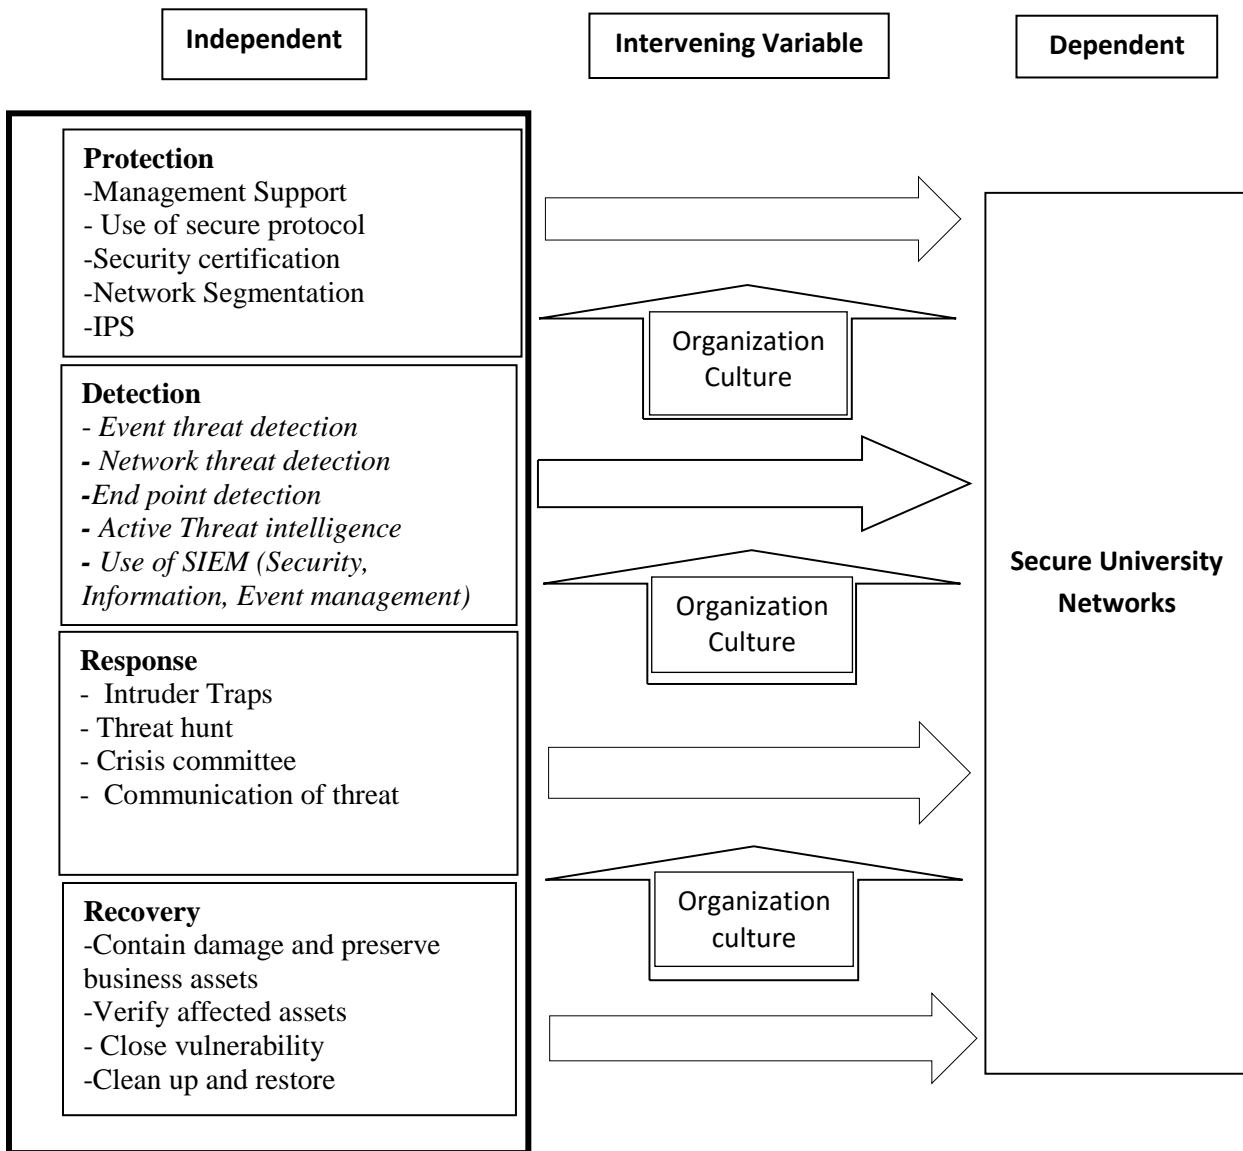 Independent
Intervening Variable
Dependent
Protection
-Management Support
- Use of secure protocol
-Security certification
-Network Segmentation
-IPS
Detection
- Event threat detection
- Network threat detection
-End point detection
- Active Threat intelligence
- Use of SIEM (Security,
Information, Event management)
Response
- Intruder Traps
- Threat hunt
- Crisis committee
- Communication of threat
Recovery
-Contain damage and preserve
business assets
-Verify affected assets
- Close vulnerability
-Clean up and restore
Organization
Culture
Organization
Culture
Organization
culture
Secure University
Networks